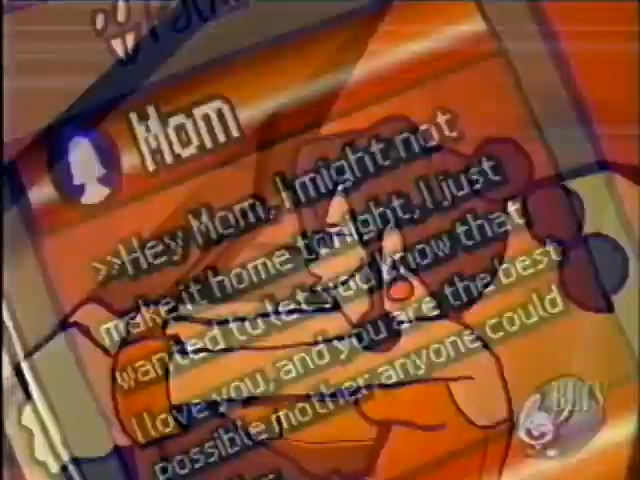 Mom
>>Hey Mom, I might not
make it home tonight, I just
wanted to let you know that
I love you, and you are the best
possible mother anyone could